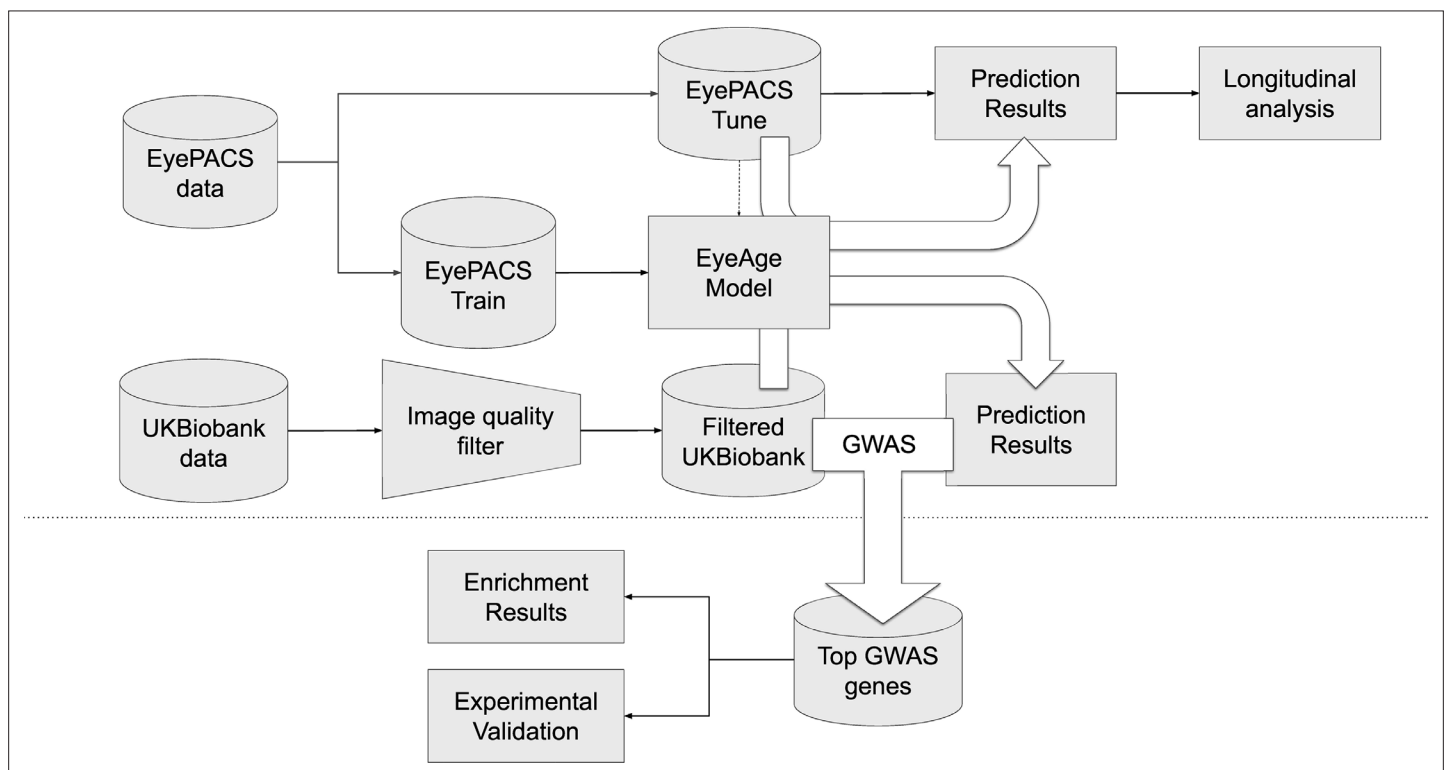 EyePACS
Tune
Prediction
Results
Longitudinal
analysis
EyePACS
data
EyePACS
Train
EyeAge
Model
UKBiobank
data
Image quality
filter
Filtered
UKBiobank
GWAS
Prediction
Results
Enrichment
Results
Top GWAS
genes
Experimental
Validation